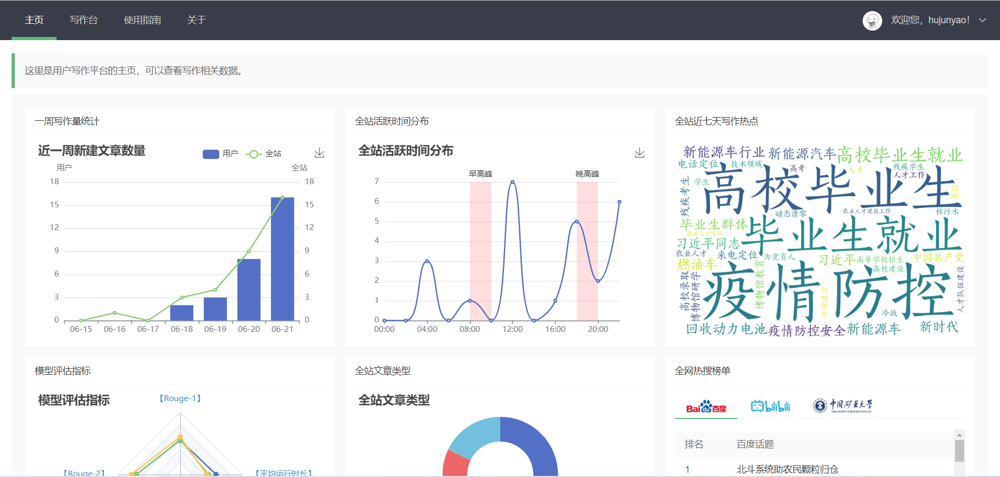 主页 写作台 使用指南 关于 欢迎您，hujunyao！
这里是用户写作平台的主页，可以查看写作相关数据。
一周写作量统计
近一周新建文章数量
用户 全站
用户 全站
18 18
15 15
12 12
9 9
6 6
3 3
0 0
06-15 06-16 06-17 06-18 06-19 06-20 06-21
全站活跃时间分布
全站活跃时间分布
早高峰 晚高峰
7
6
5
4
3
2
1
0
00:00 04:00 08:00 12:00 16:00 20:00
全站近七天写作热点
新能源车行业 新能源汽车 高校毕业生就业
电话定位 技术领域 高考 人才 残疾学生
人才工作
学生 高校毕业生
残疾考生 美国
动态清零 农业人才建设工作 核污水
毕业生群体 毕业生就业
农业人才队伍
习近平同志
农业人才 来电定位 为党育人 习近平 高等学校招生 中国共产党
燃油车 高校建设
疫情防控
高校录取 博物馆研学 博物馆教育 环境建设 冷战 人才队伍建设
回收动力电池 疫情防控安全 新能源车 新时代
模型评估指标
模型评估指标
【Rouge-1】
【Rouge-2】 【平均运行时长】
全站文章类型
全站文章类型
全网热搜榜单
Bai du 百度 bilibili 中国矿业大学
排名 百度话题
1 北斗系统助农民颗粒归仓